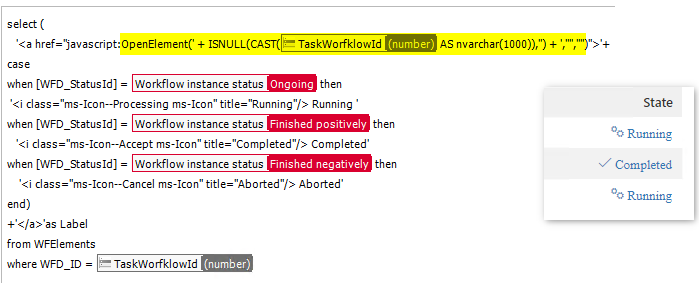 select (
'<a href="javascript:OpenElement(' + ISNULL(CAST( TaskWorfklowId (number) AS nvarchar(1000)),'') + ',"","")">'+
case
when [WFD_StatusId] = Workflow instance status Ongoing then
'<i class="ms-Icon--Processing ms-Icon" title="Running"/> Running '
when [WFD_StatusId] = Workflow instance status Finished positively then
'<i class="ms-Icon--Accept ms-Icon" title="Completed"/> Completed'
when [WFD_StatusId] = Workflow instance status Finished negatively then
'<i class="ms-Icon--Cancel ms-Icon" title="Aborted"/> Aborted'
end)
+'</a>'as Label
from WFElements
where WFD_ID = TaskWorfklowId (number)
State
Running
Completed
Running